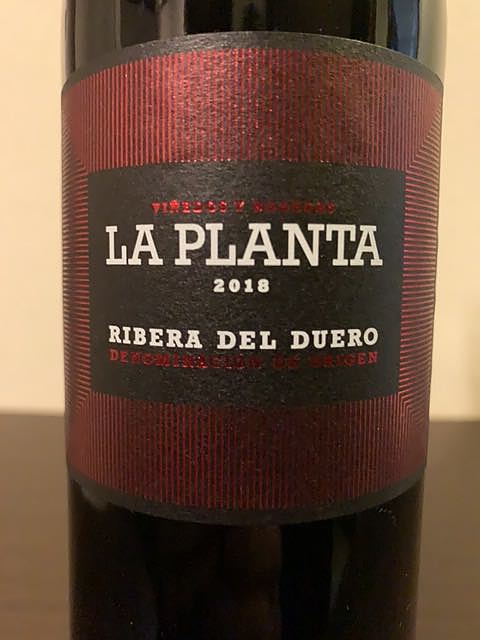 VIÑEDOS Y BODEGAS
LA PLANTA
2018
RIBERA DEL DUERO
DENOMINACIÓN DE ORIGEN